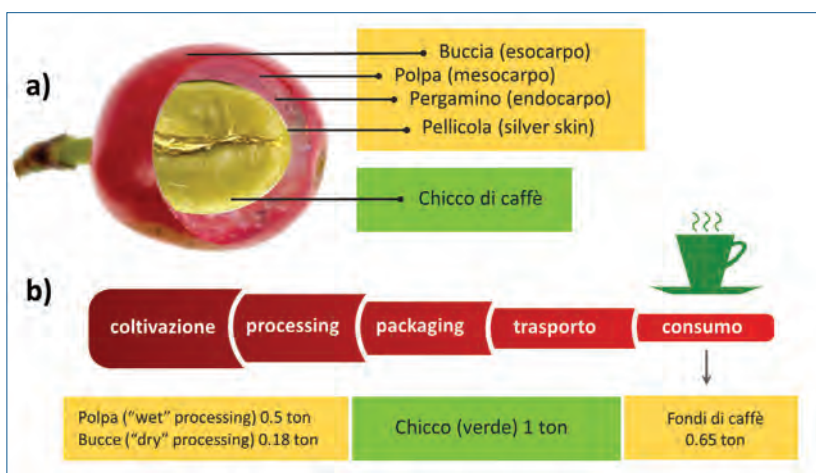 a)
Buccia (esocarpo)
Polpa (mesocarpo)
Pergamino (endocarpo)
Pellicola (silver skin)
Chicco di caffè
b)
coltivazione
processing
packaging
trasporto
consumo
Polpa (“wet” processing) 0.5 ton
Bucce (“dry” processing) 0.18 ton
Chicco (verde) 1 ton
Fondi di caffè
0.65 ton